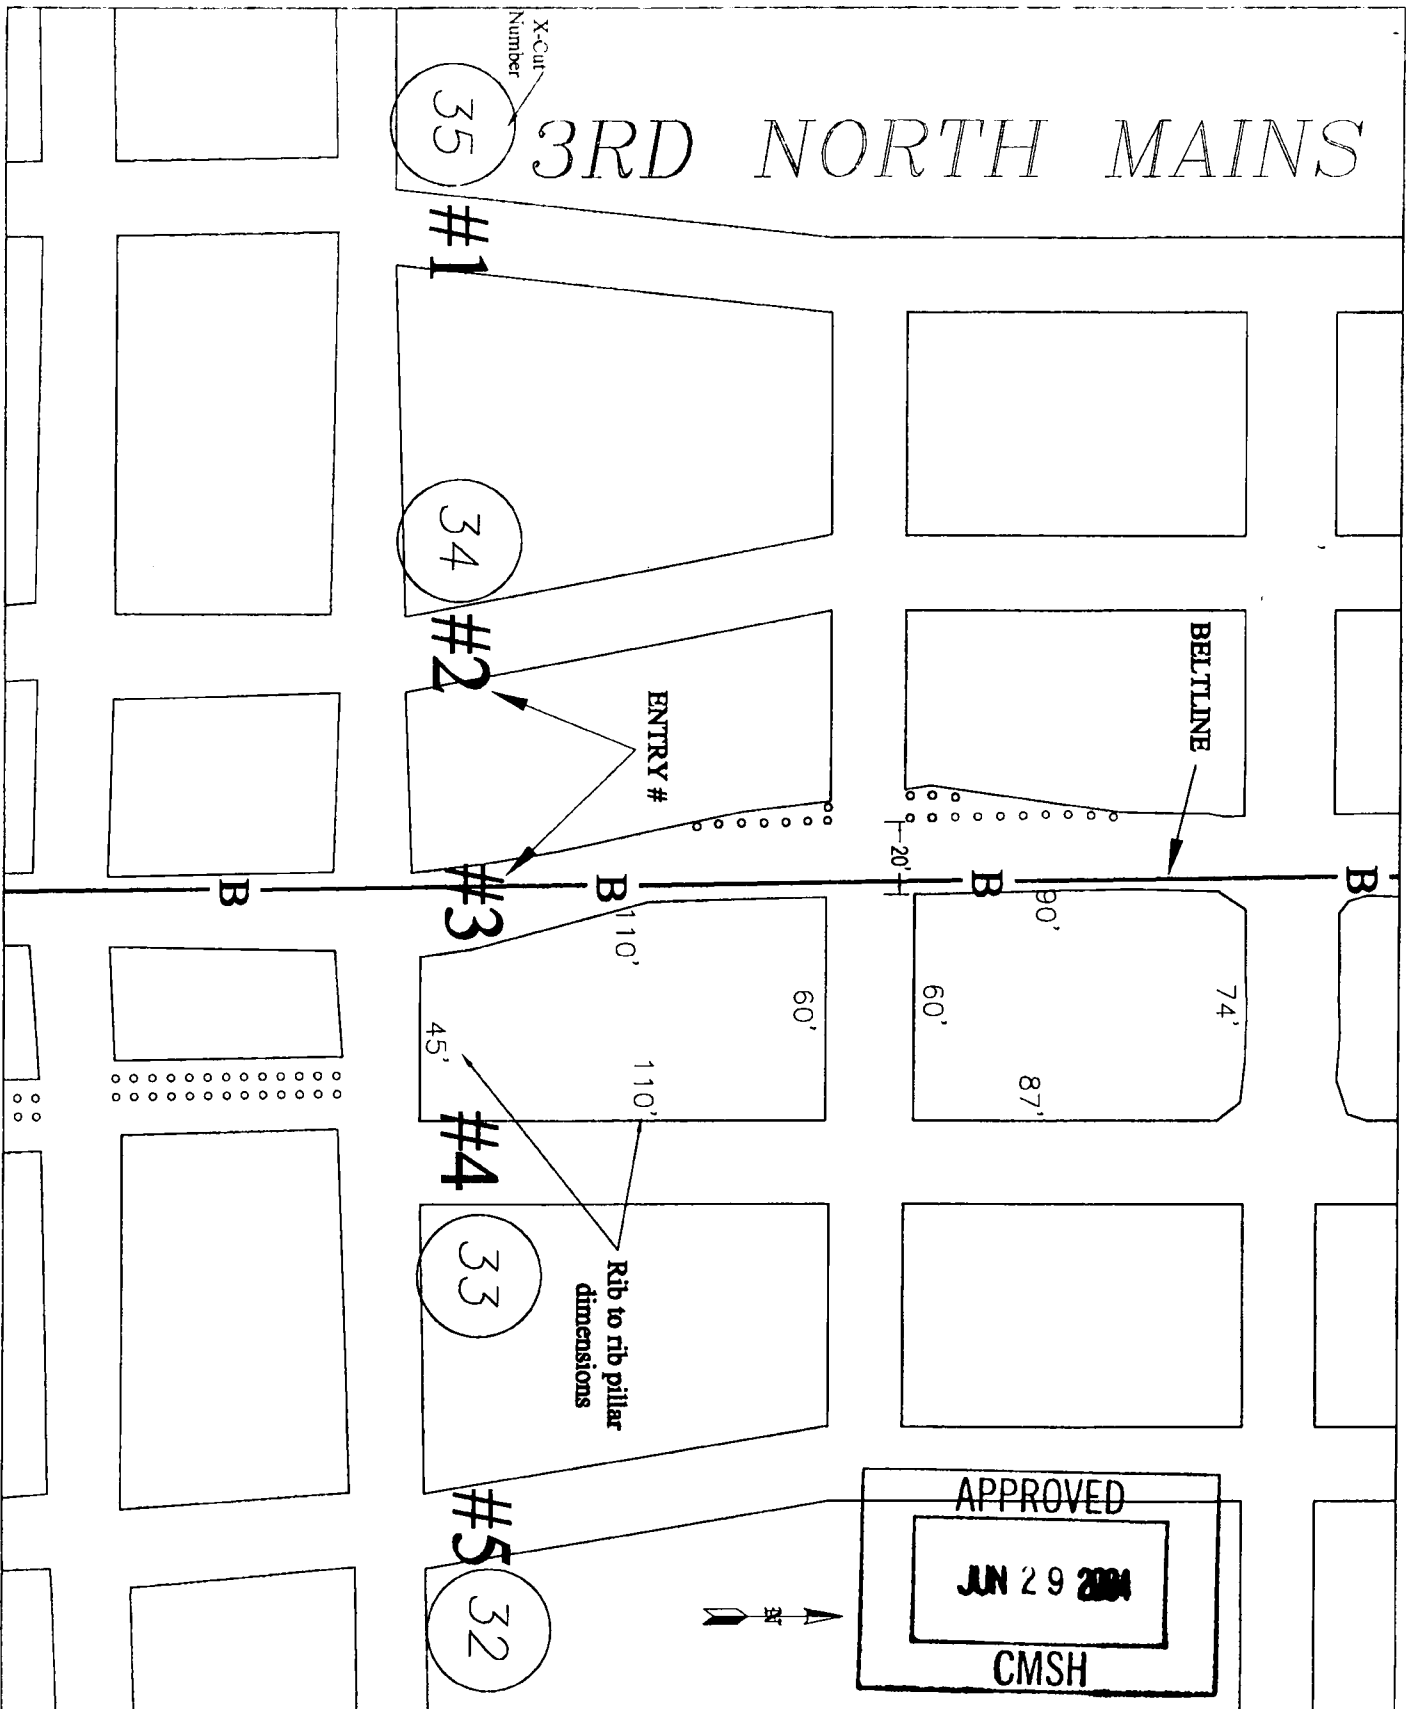 3RD NORTH MAINS
X-Cut
Number
35
#1
34
#2
ENTRY #
BELTLINE
20'
B
B
B
B
#3
110'
90'
60'
60'
74'
45'
110'
87'
#4
33
Rib to rib pillar
dimensions
#5
32
APPROVED
JUN 29 2004
CMSH
N